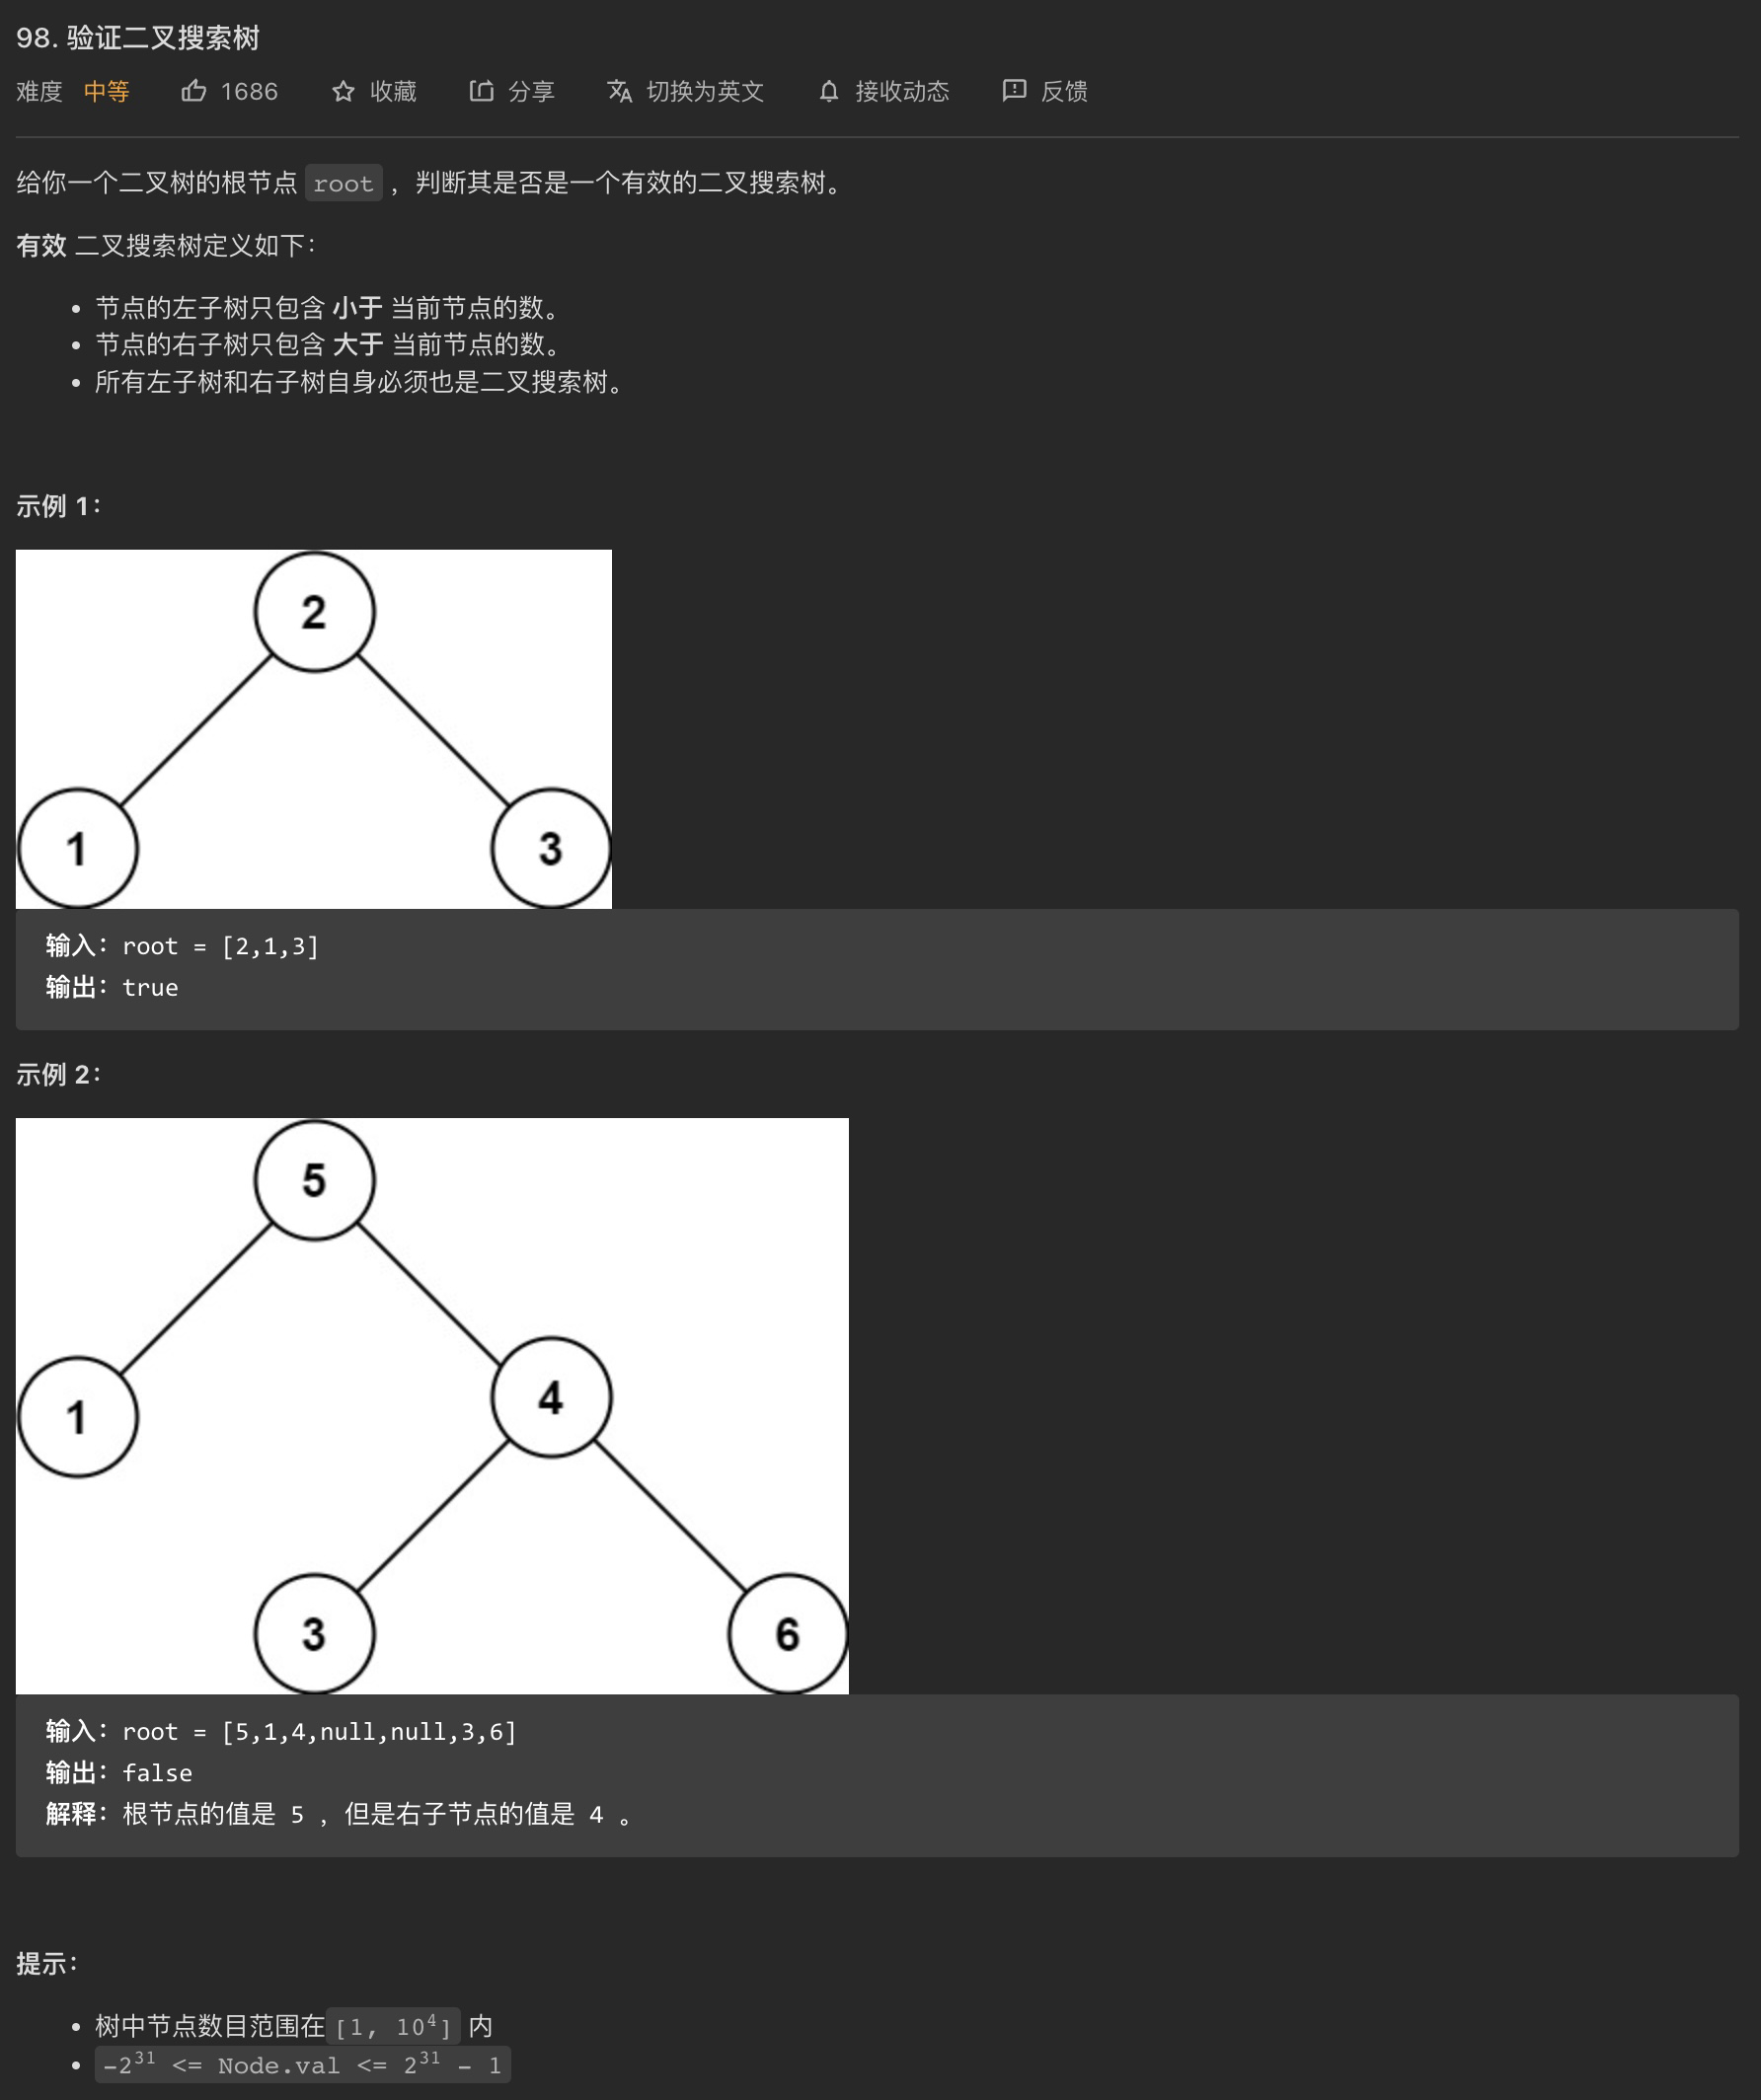 98. 验证二叉搜索树
难度 中等 1686 收藏 分享 切换为英文 接收动态 反馈
给你一个二叉树的根节点 root ，判断其是否是一个有效的二叉搜索树。
有效 二叉搜索树定义如下：
节点的左子树只包含 小于 当前节点的数。
节点的右子树只包含 大于 当前节点的数。
所有左子树和右子树自身必须也是二叉搜索树。
示例 1：
2
1 3
输入：root = [2,1,3]
输出：true
示例 2：
5
1 4
3 6
输入：root = [5,1,4,null,null,3,6]
输出：false
解释：根节点的值是 5 ，但是右子节点的值是 4 。
提示：
树中节点数目范围在[1, 10⁴] 内
-2³¹ <= Node.val <= 2³¹ - 1